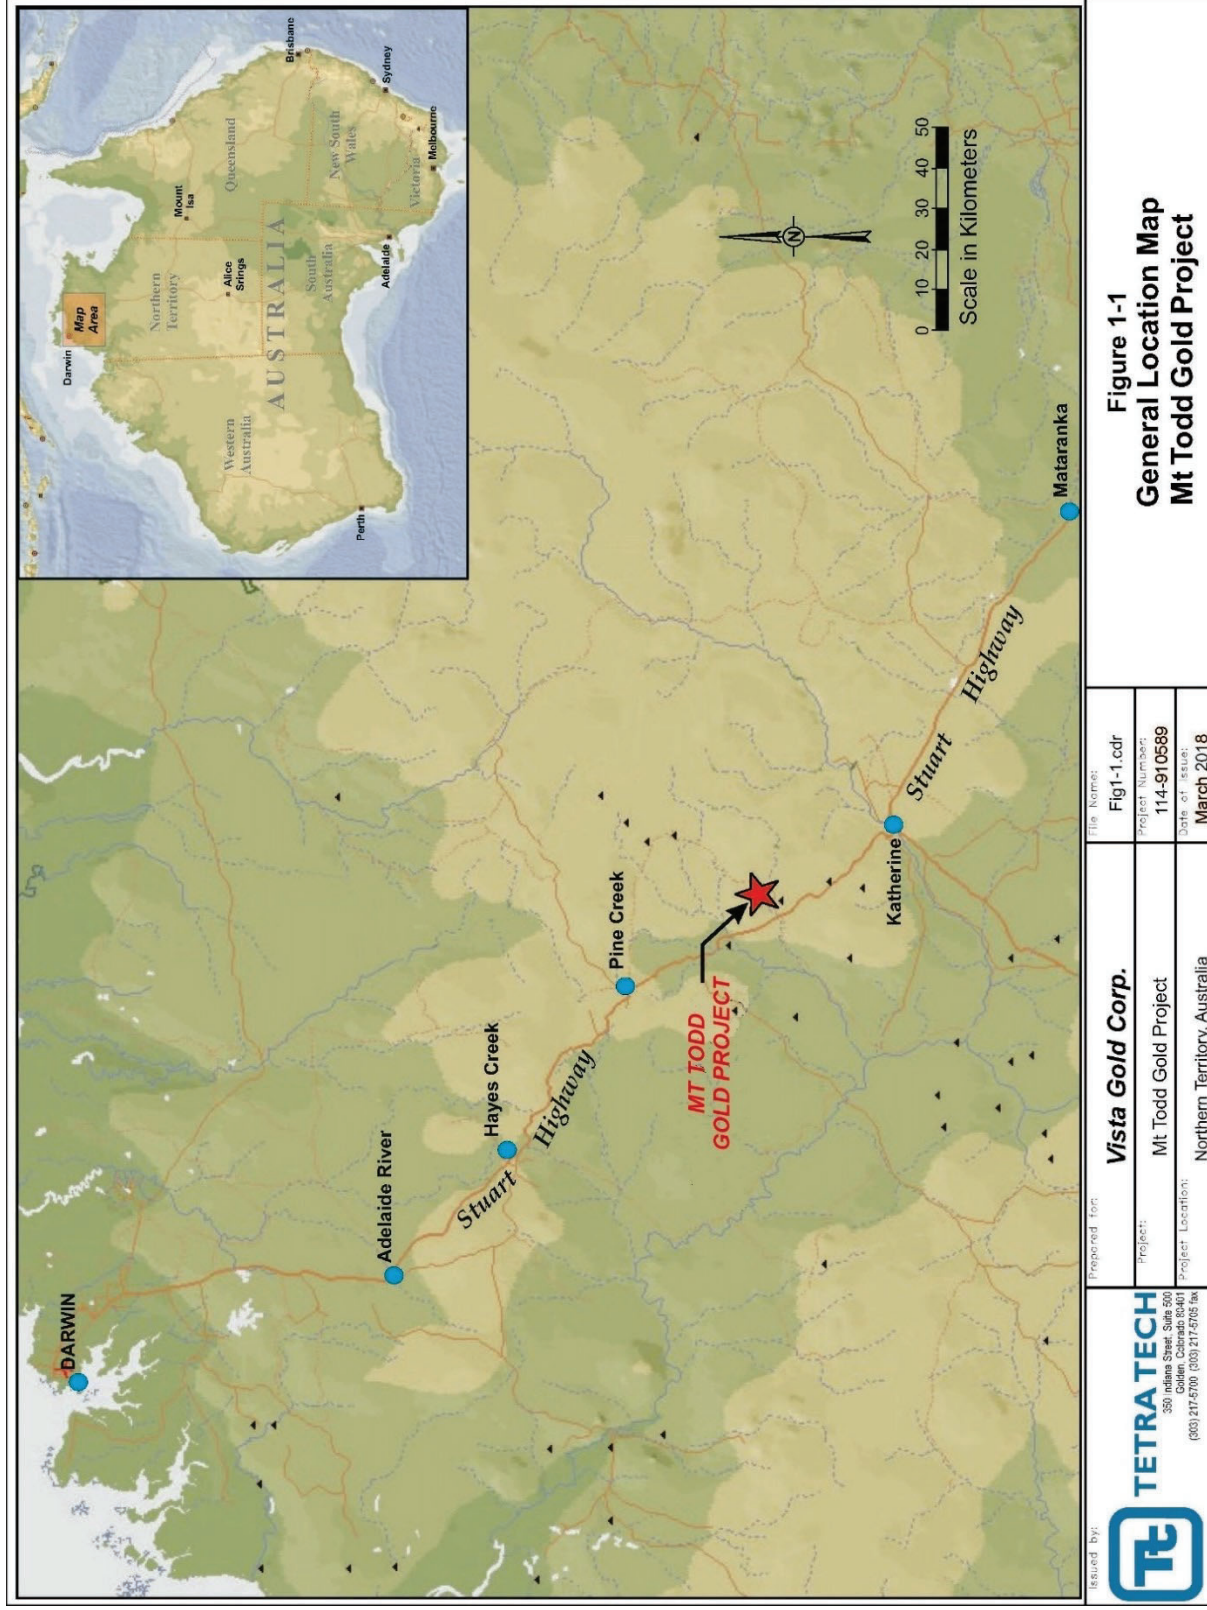 DARWIN
Adelaide River
Hayes Creek
Stuart
Highway
Pine Creek
MT TODD
GOLD PROJECT
Katherine
Stuart
Highway
Mataranka
N
0 10 20 30 40 50
Scale in Kilometers
Darwin
Map
Area
Northern
Territory
Mount
Isa
Queensland
Brisbane
Western
Australia
Alice
Srings
AUSTRALIA
South
Australia
New South
Wales
Sydney
Perth
Adelaide
Victoria
Melbourne
Issued by:
Tt
TETRA TECH
350 Indiana Street, Suite 500
Golden, Colorado 80401
(303) 217-5700 (303) 217-5705 fax
Prepared for:
Vista Gold Corp.
Project:
Mt Todd Gold Project
Project Location:
Northern Territory, Australia
File Name:
Fig1-1.cdr
Project Number:
114-910589
Date of Issue:
March 2018
Figure 1-1
General Location Map
Mt Todd Gold Project